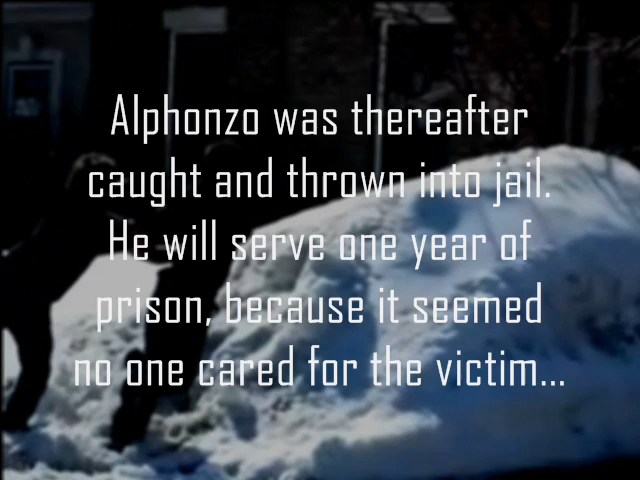 Alphonzo was thereafter
caught and thrown into jail.
He will serve one year of
prison, because it seemed
no one cared for the victim...